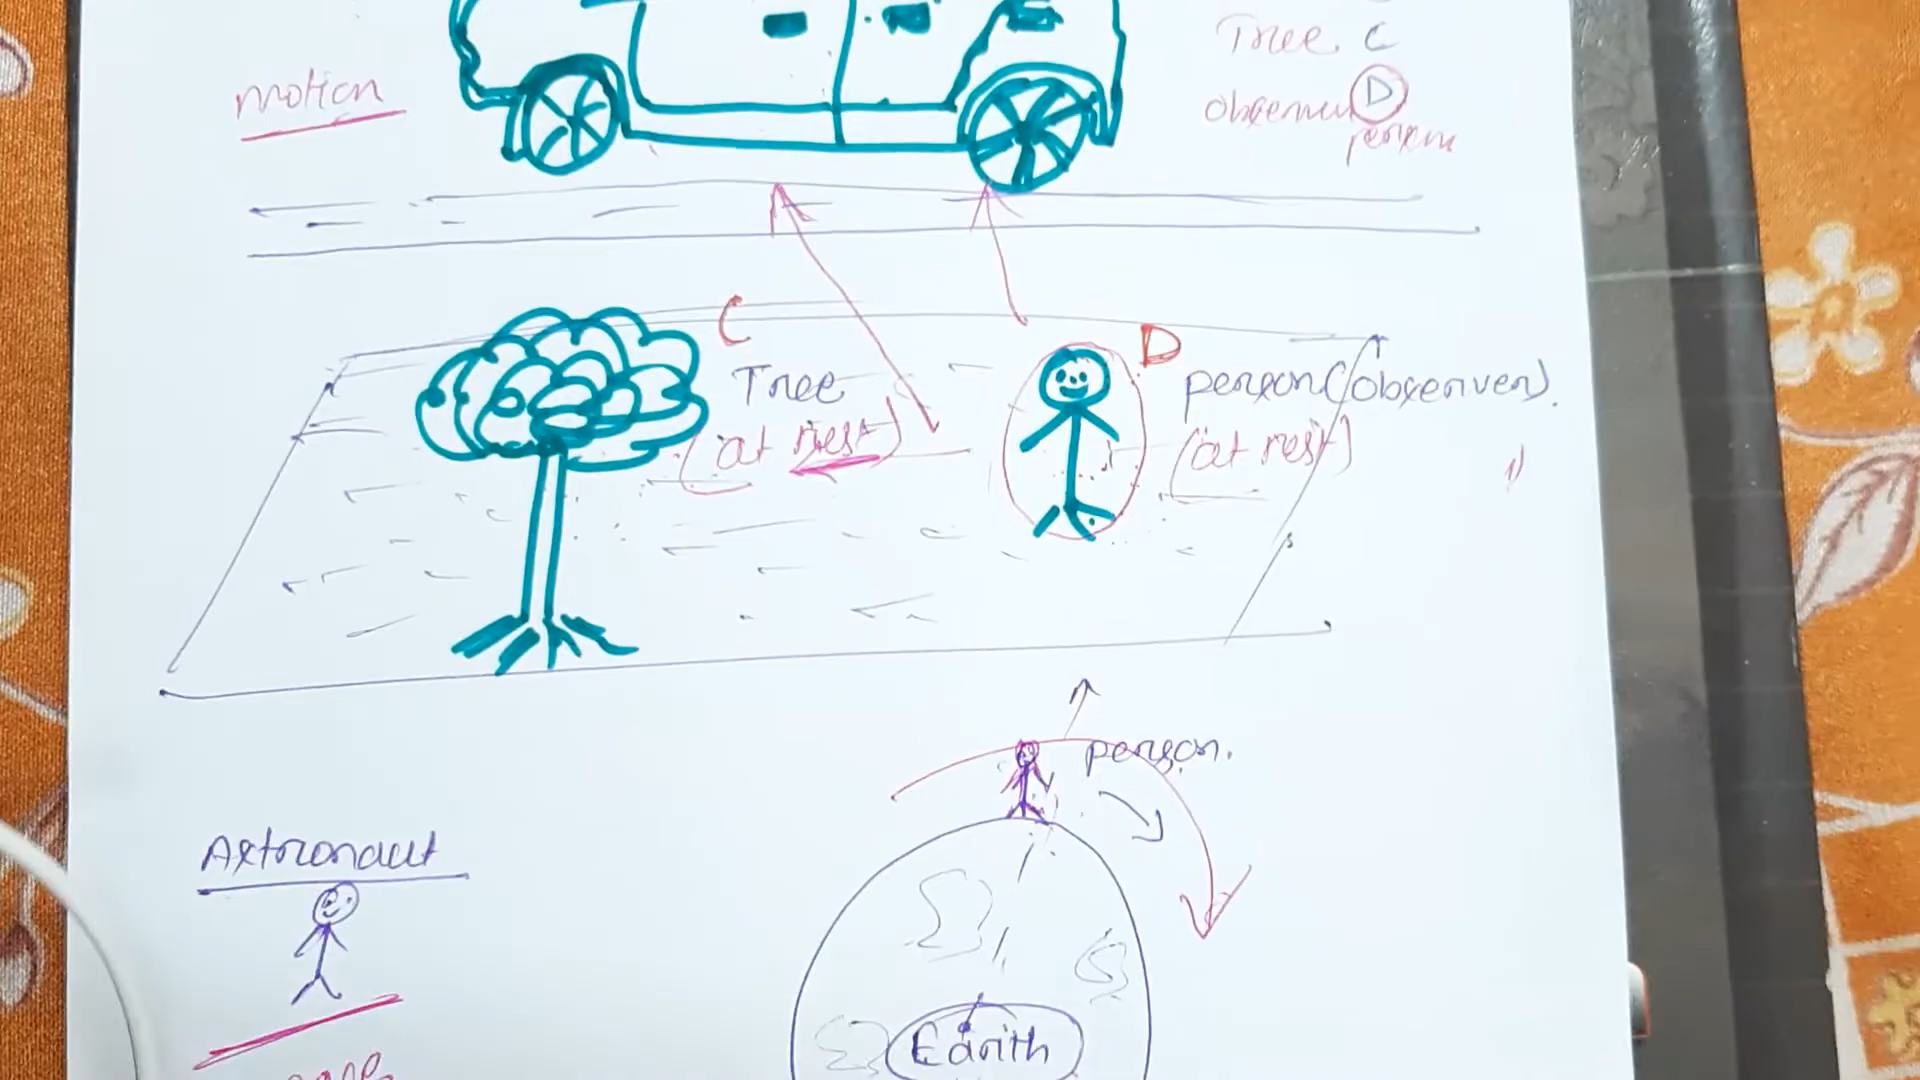 Tree C
motion
observer D
person
C
D
Tree
person(observer).
(at rest)
(at rest)
person.
Astronaut
Earth